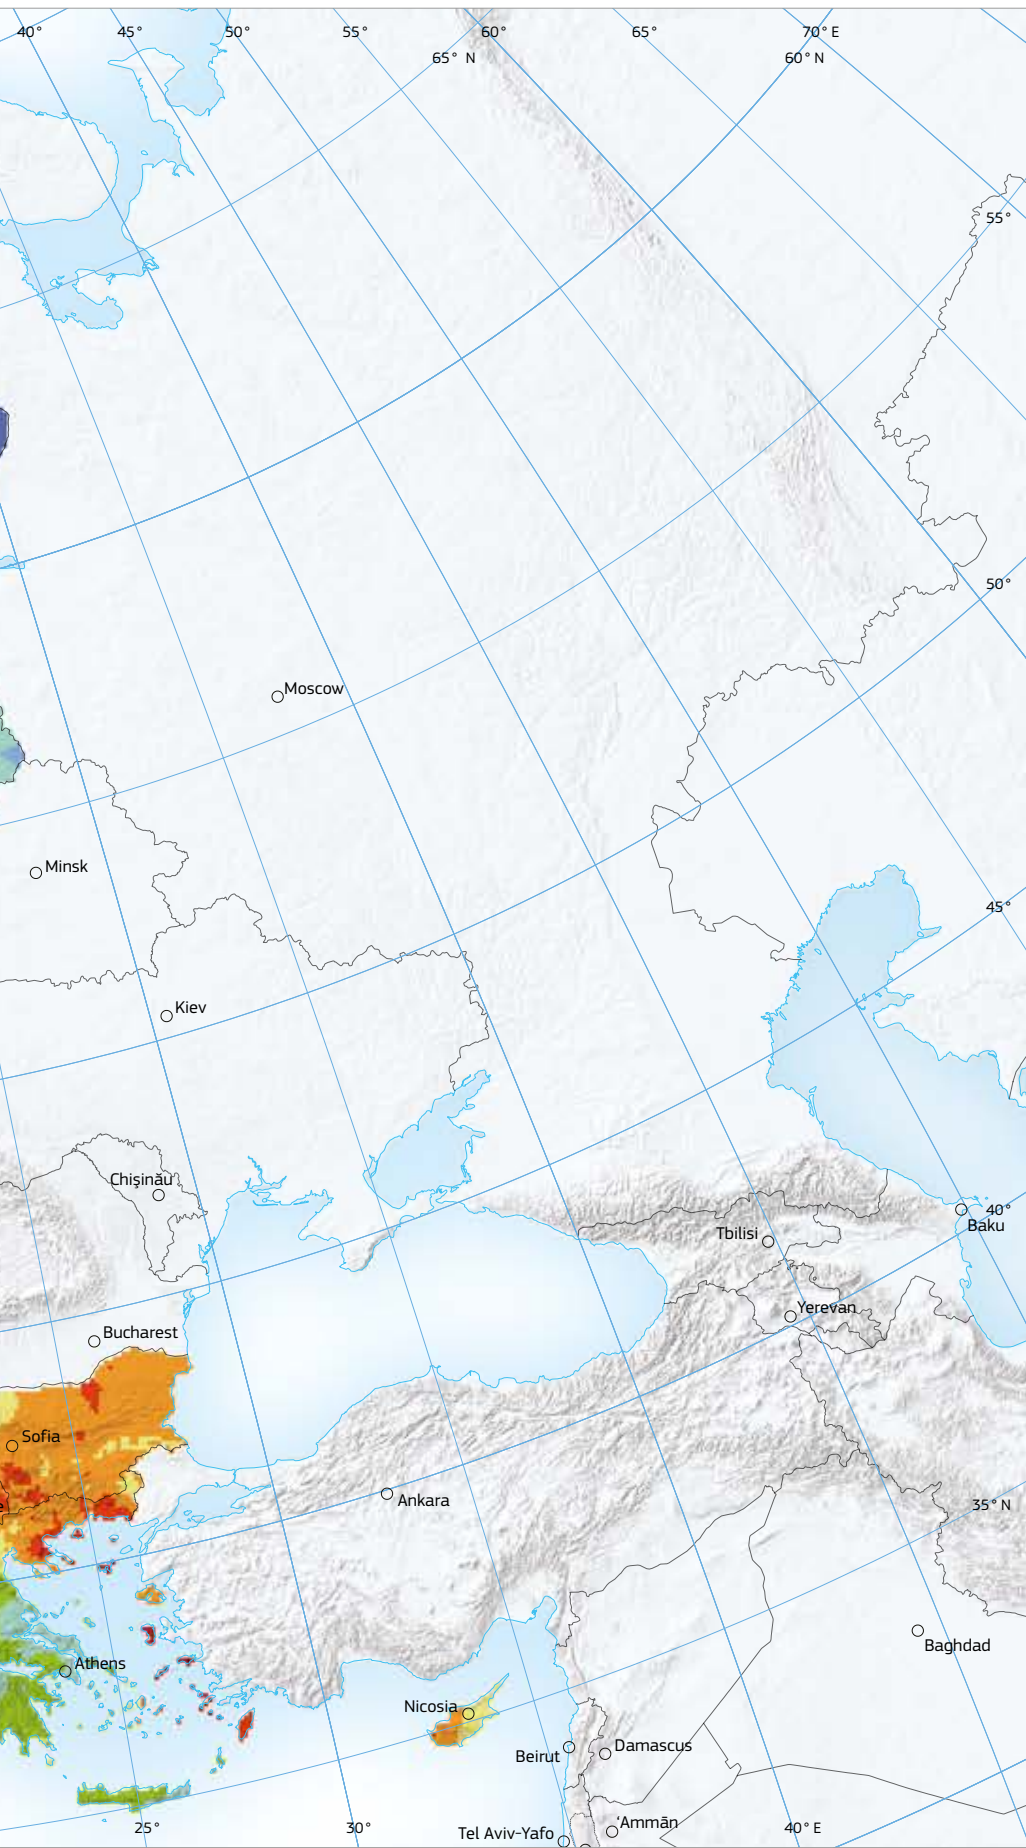 40°
45°
50°
55°
60°
65°
70° E
65° N
60° N
55°
50°
Moscow
Minsk
45°
Kiev
Chişinău
40°
Baku
Tbilisi
Yerevan
Bucharest
Sofia
Ankara
35° N
e
Baghdad
Athens
Nicosia
Damascus
Beirut
25°
30°
'Ammān
40° E
Tel Aviv-Yafo